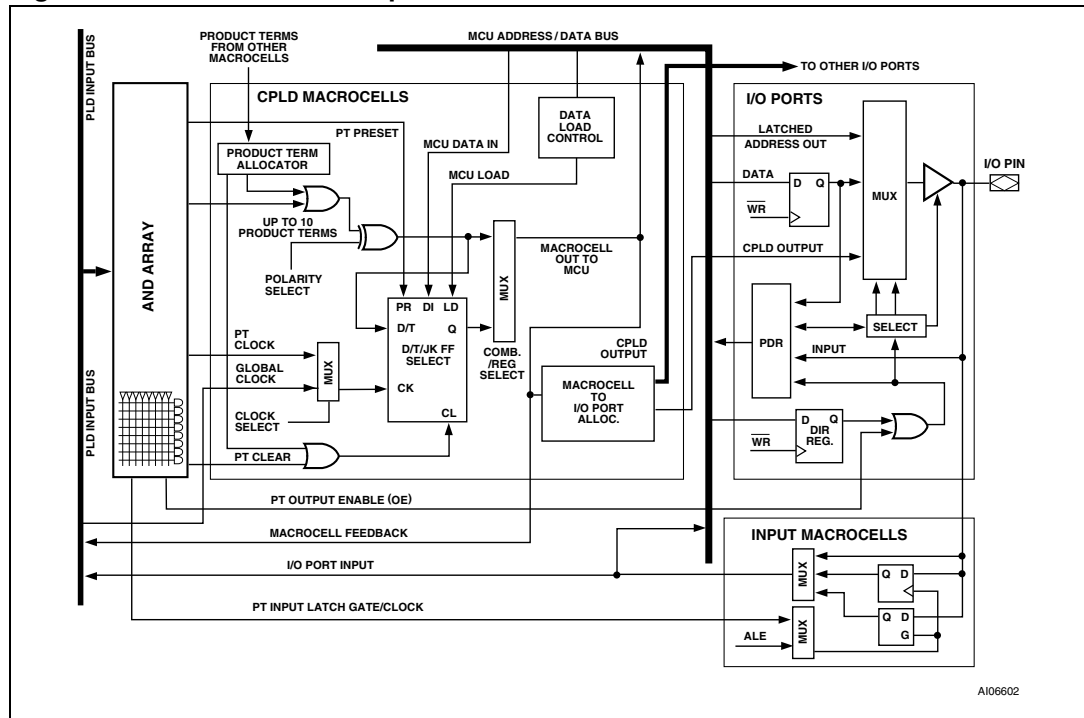 PLD INPUT BUS
PLD INPUT BUS
AND ARRAY
PRODUCT TERMS
FROM OTHER
MACROCELLS
MCU ADDRESS / DATA BUS
TO OTHER I/O PORTS
CPLD MACROCELLS
PT PRESET
PRODUCT TERM
ALLOCATOR
MCU DATA IN
MCU LOAD
DATA
LOAD
CONTROL
UP TO 10
PRODUCT TERMS
POLARITY
SELECT
MUX
MACROCELL
OUT TO
MCU
PR DI LD
D/T Q
D/T/JK FF
SELECT
CK
CL
COMB.
/REG
SELECT
PT
CLOCK
GLOBAL
CLOCK
CLOCK
SELECT
MUX
PT CLEAR
CPLD
OUTPUT
MACROCELL
TO
I/O PORT
ALLOC.
I/O PORTS
LATCHED
ADDRESS OUT
DATA
D Q
WR
MUX
I/O PIN
CPLD OUTPUT
PDR
SELECT
INPUT
D Q
DIR
REG.
WR
PT OUTPUT ENABLE (OE)
MACROCELL FEEDBACK
I/O PORT INPUT
PT INPUT LATCH GATE/CLOCK
INPUT MACROCELLS
MUX
Q D
Q D
G
ALE
MUX
AI06602